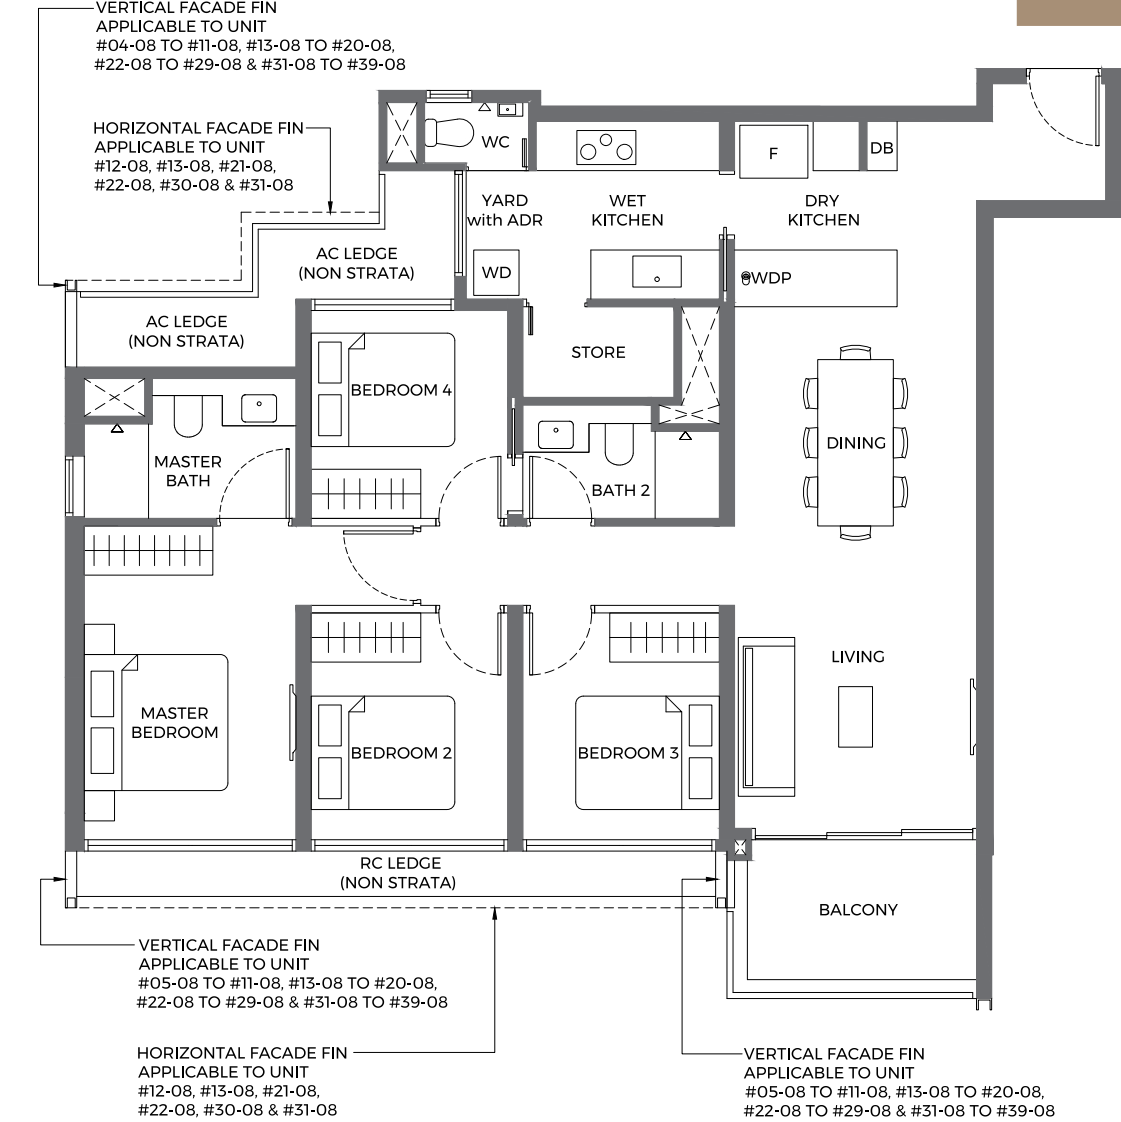 VERTICAL FACADE FIN
APPLICABLE TO UNIT
#04-08 TO #11-08, #13-08 TO #20-08,
#22-08 TO #29-08 & #31-08 TO #39-08
HORIZONTAL FACADE FIN
APPLICABLE TO UNIT
#12-08, #13-08, #21-08,
#22-08, #30-08 & #31-08
WC
F
DB
YARD
with ADR
WET
KITCHEN
DRY
KITCHEN
AC LEDGE
(NON STRATA)
WD
WDP
AC LEDGE
(NON STRATA)
STORE
BEDROOM 4
DINING
MASTER
BATH
BATH 2
LIVING
MASTER
BEDROOM
BEDROOM 2
BEDROOM 3
RC LEDGE
(NON STRATA)
BALCONY
VERTICAL FACADE FIN
APPLICABLE TO UNIT
#05-08 TO #11-08, #13-08 TO #20-08,
#22-08 TO #29-08 & #31-08 TO #39-08
HORIZONTAL FACADE FIN
APPLICABLE TO UNIT
#12-08, #13-08, #21-08,
#22-08, #30-08 & #31-08
VERTICAL FACADE FIN
APPLICABLE TO UNIT
#05-08 TO #11-08, #13-08 TO #20-08,
#22-08 TO #29-08 & #31-08 TO #39-08